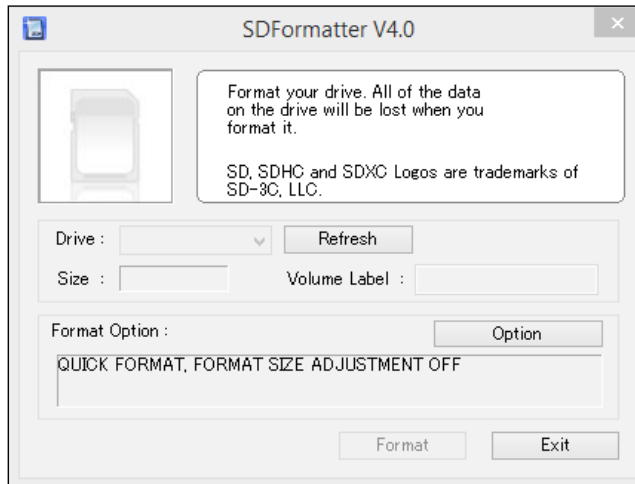 SDFormatter V4.0
Format your drive. All of the data
on the drive will be lost when you
format it.
SD, SDHC and SDXC Logos are trademarks of
SD-3C, LLC.
Drive :
Refresh
Size :
Volume Label :
Format Option :
Option
QUICK FORMAT, FORMAT SIZE ADJUSTMENT OFF
Format
Exit